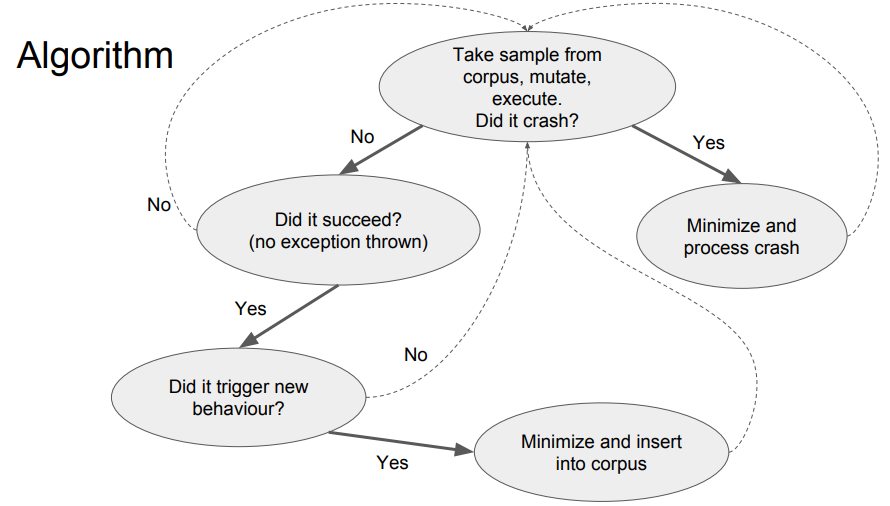 Algorithm
Take sample from
corpus, mutate,
execute.
Did it crash?
No
Yes
No
Did it succeed?
(no exception thrown)
Minimize and
process crash
Yes
No
Did it trigger new
behaviour?
Yes
Minimize and insert
into corpus